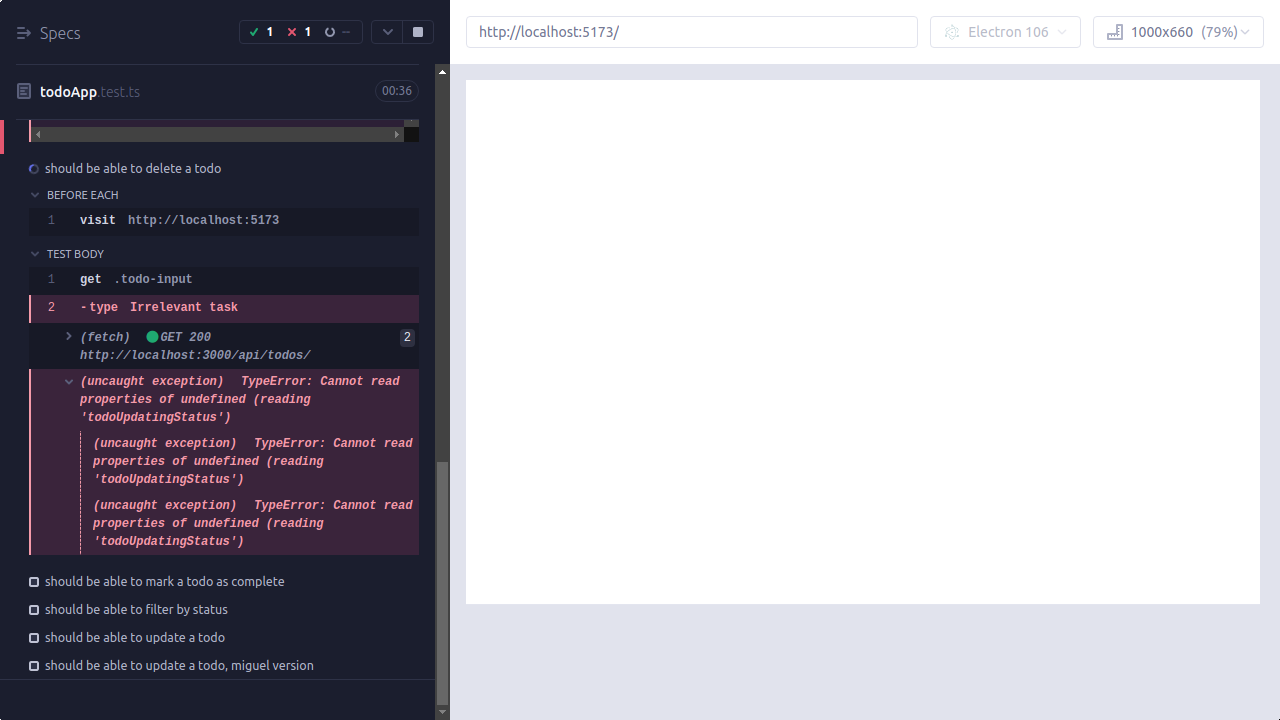 Specs
1
1
--
http://localhost:5173/
Electron 106
1000x660 (79%)
todoApp.test.ts
00:36
should be able to delete a todo
BEFORE EACH
1 visit http://localhost:5173
TEST BODY
1 get .todo-input
2 -type Irrelevant task
(fetch) GET 200 2
http://localhost:3000/api/todos/
(uncaught exception) TypeError: Cannot read
properties of undefined (reading
'todoUpdatingStatus')
(uncaught exception) TypeError: Cannot read
properties of undefined (reading
'todoUpdatingStatus')
(uncaught exception) TypeError: Cannot read
properties of undefined (reading
'todoUpdatingStatus')
should be able to mark a todo as complete
should be able to filter by status
should be able to update a todo
should be able to update a todo, miguel version